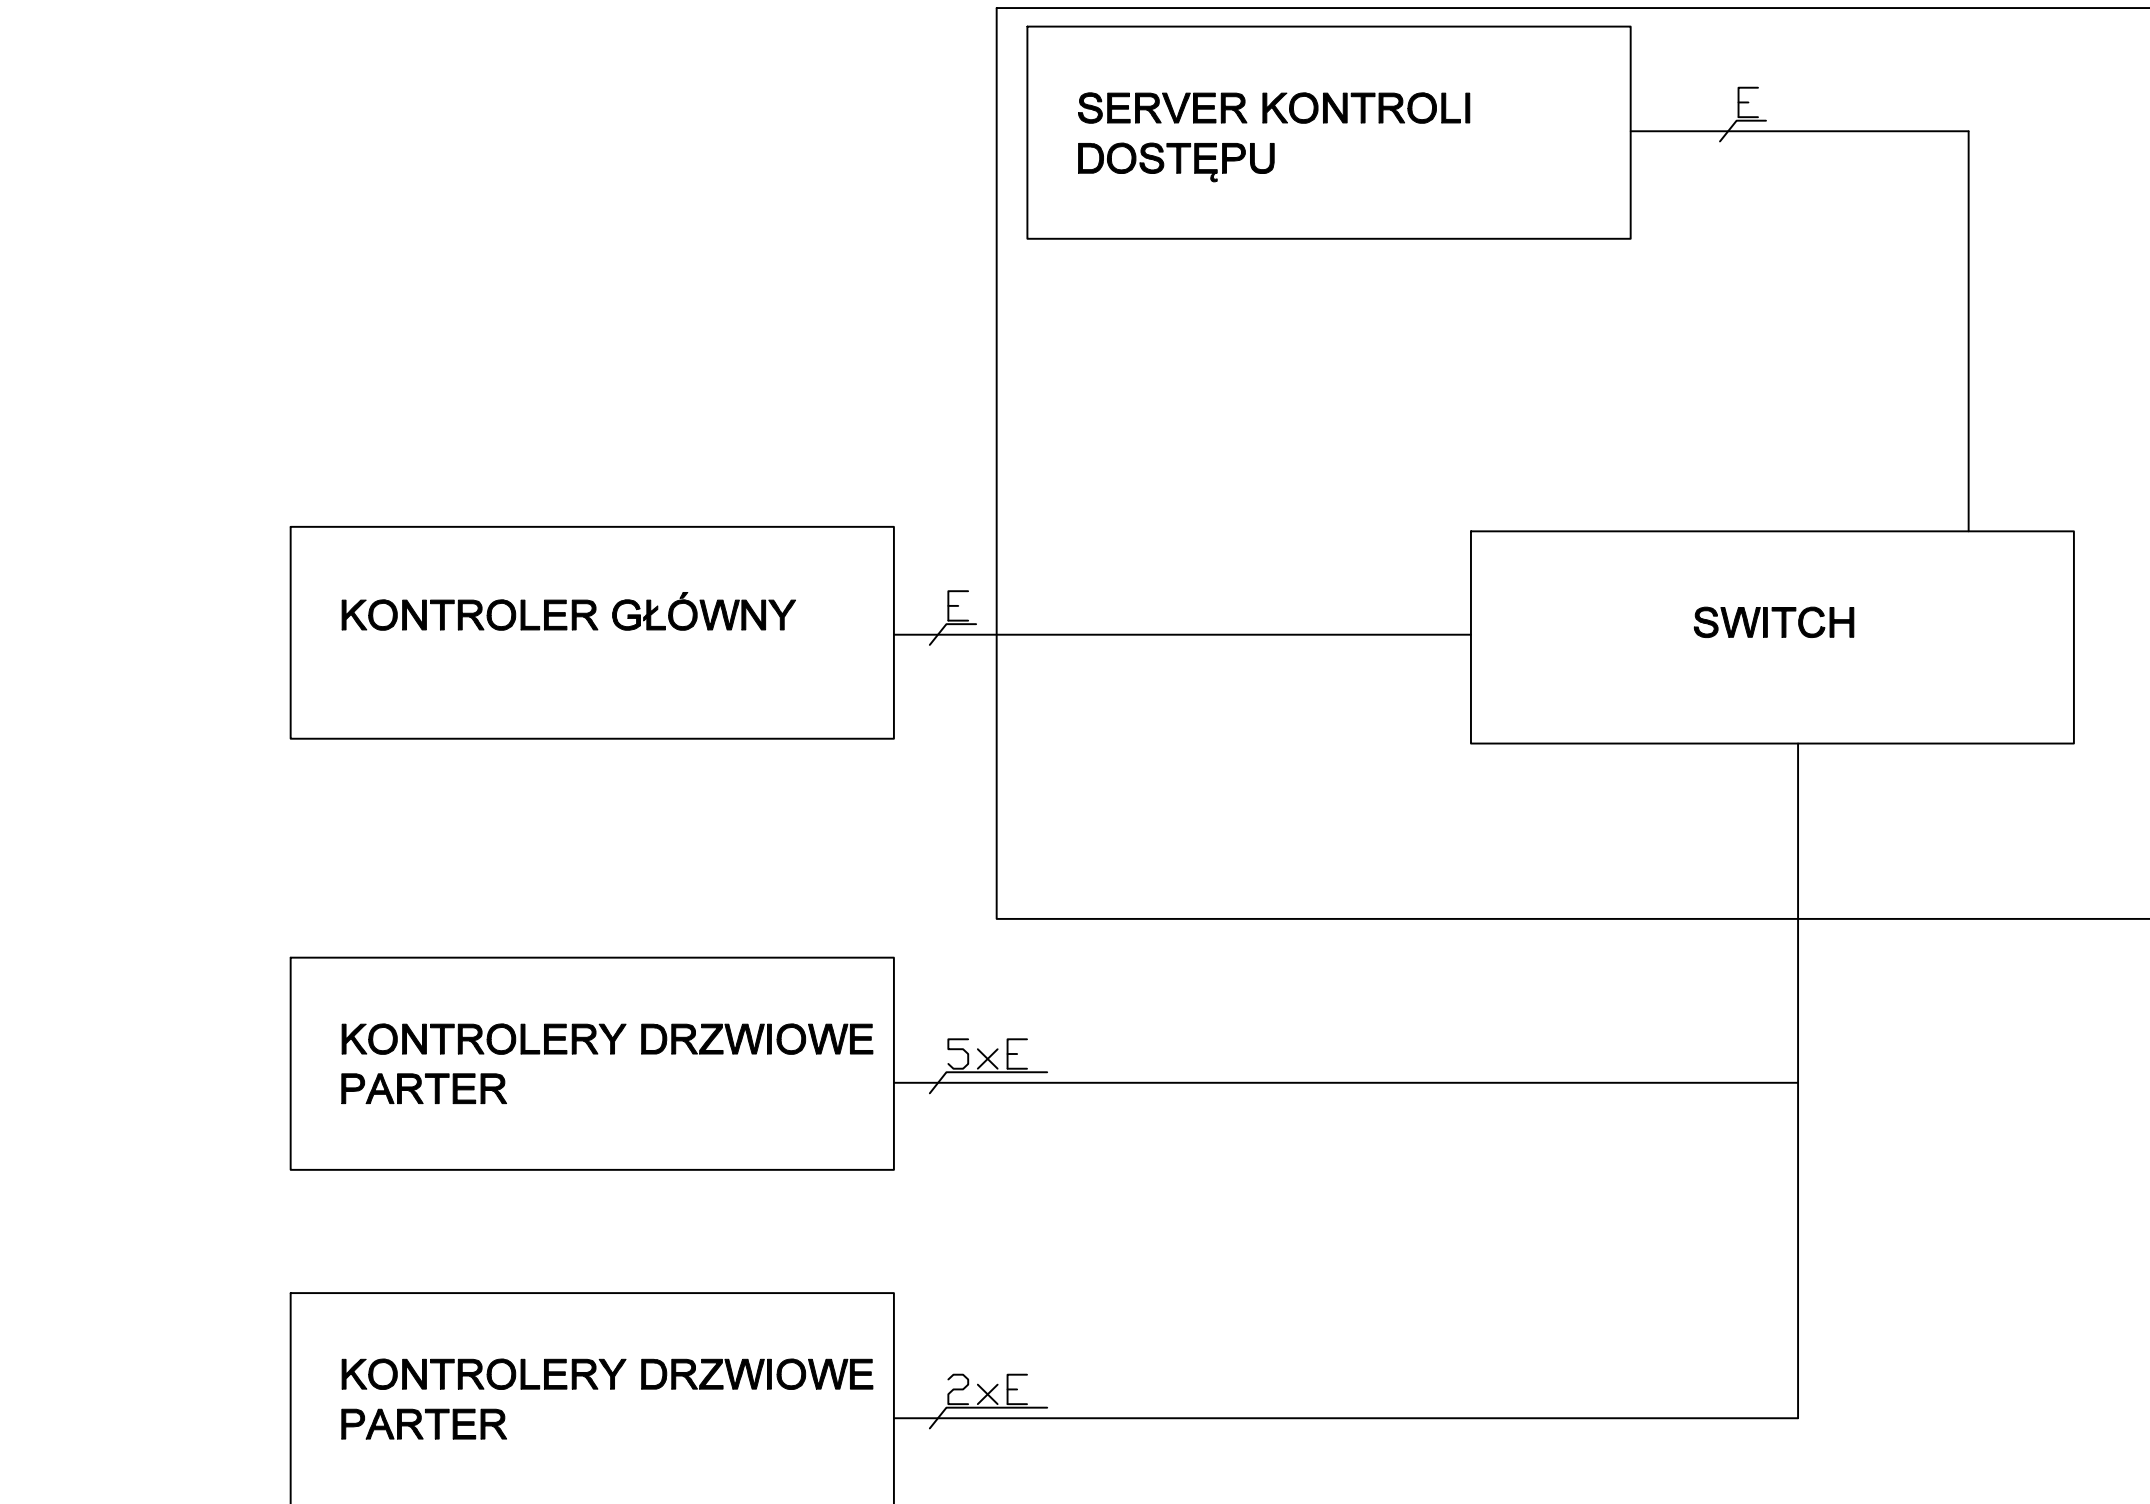 SERVER KONTROLI
DOSTĘPU
E
KONTROLER GŁÓWNY
E
SWITCH
KONTROLERY DRZWIOWE
PARTER
5xE
KONTROLERY DRZWIOWE
PARTER
2xE